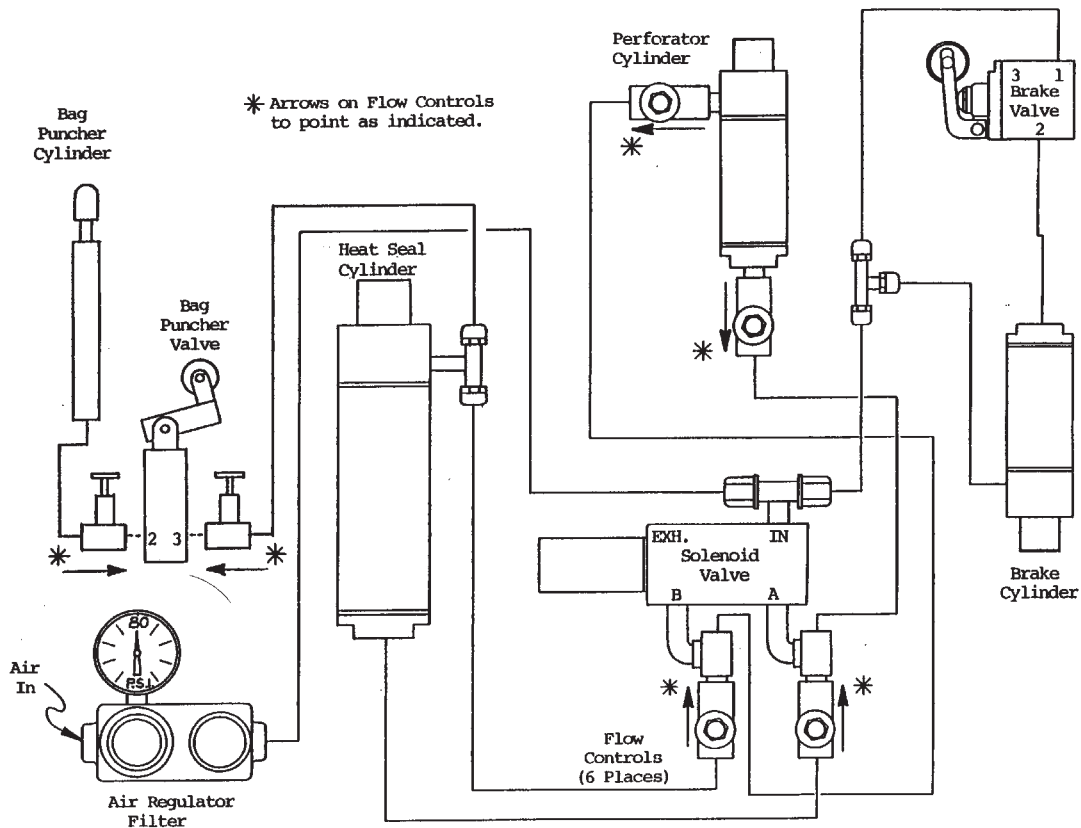 Perforator
Cylinder
3 1
Brake
Valve
2
✳ Arrows on Flow Controls
to point as indicated.
Bag
Puncher
Cylinder
✳
Heat Seal
Cylinder
Bag
Puncher
Valve
✳
2 3
✳
✳
EXH. IN
Solenoid
Valve
B A
Brake
Cylinder
80
P.S.I.
Air
In
✳
✳
Flow
Controls
(6 Places)
Air Regulator
Filter